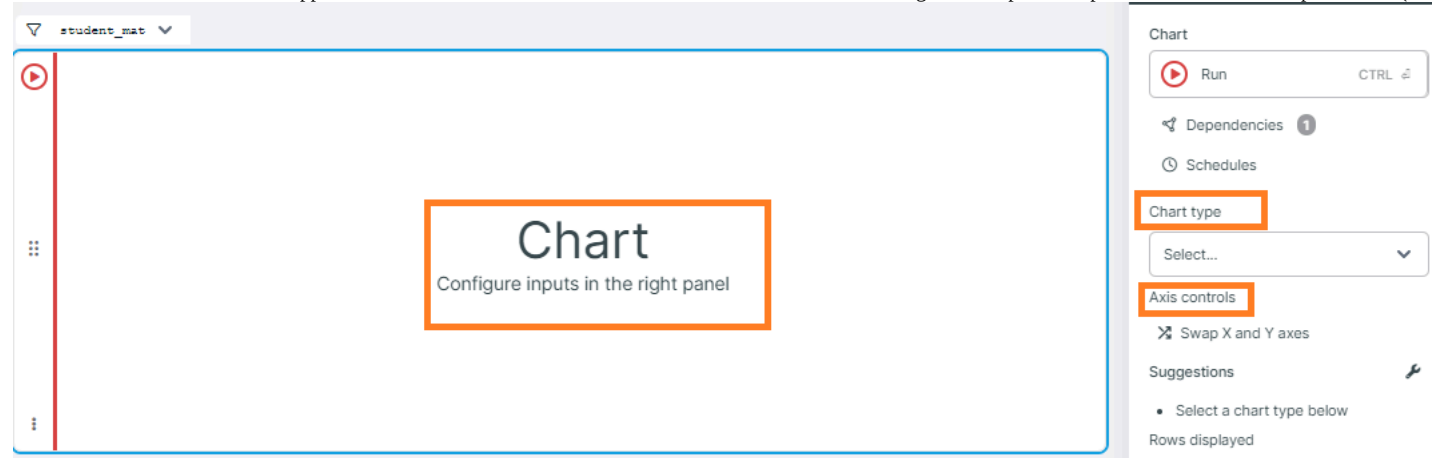 student_mat
Chart
Configure inputs in the right panel
Chart
Run CTRL
Dependencies 1
Schedules
Chart type
Select...
Axis controls
Swap X and Y axes
Suggestions
• Select a chart type below
Rows displayed